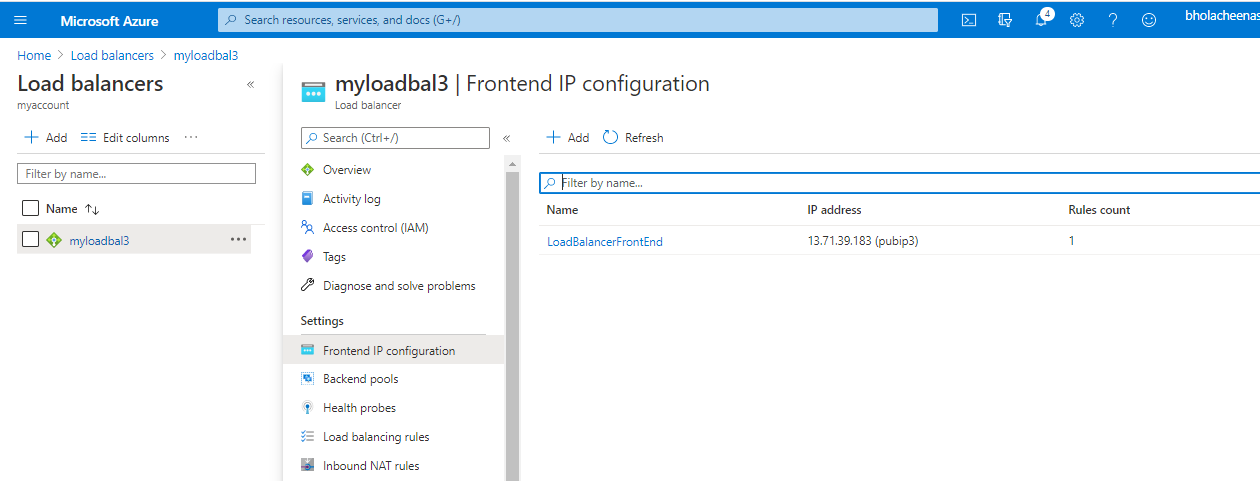 Microsoft Azure
Search resources, services, and docs (G+/)
4
bholacheenas
Home > Load balancers > myloadbal3
Load balancers
myaccount
«
+ Add
Edit columns
...
Filter by name...
Name ↑↓
myloadbal3
...
myloadbal3 | Frontend IP configuration
Load balancer
Search (Ctrl+/)
«
Overview
Activity log
Access control (IAM)
Tags
Diagnose and solve problems
Settings
Frontend IP configuration
Backend pools
Health probes
Load balancing rules
Inbound NAT rules
+ Add
Refresh
Filter by name...
Name IP address Rules count
LoadBalancerFrontEnd 13.71.39.183 (pubip3) 1